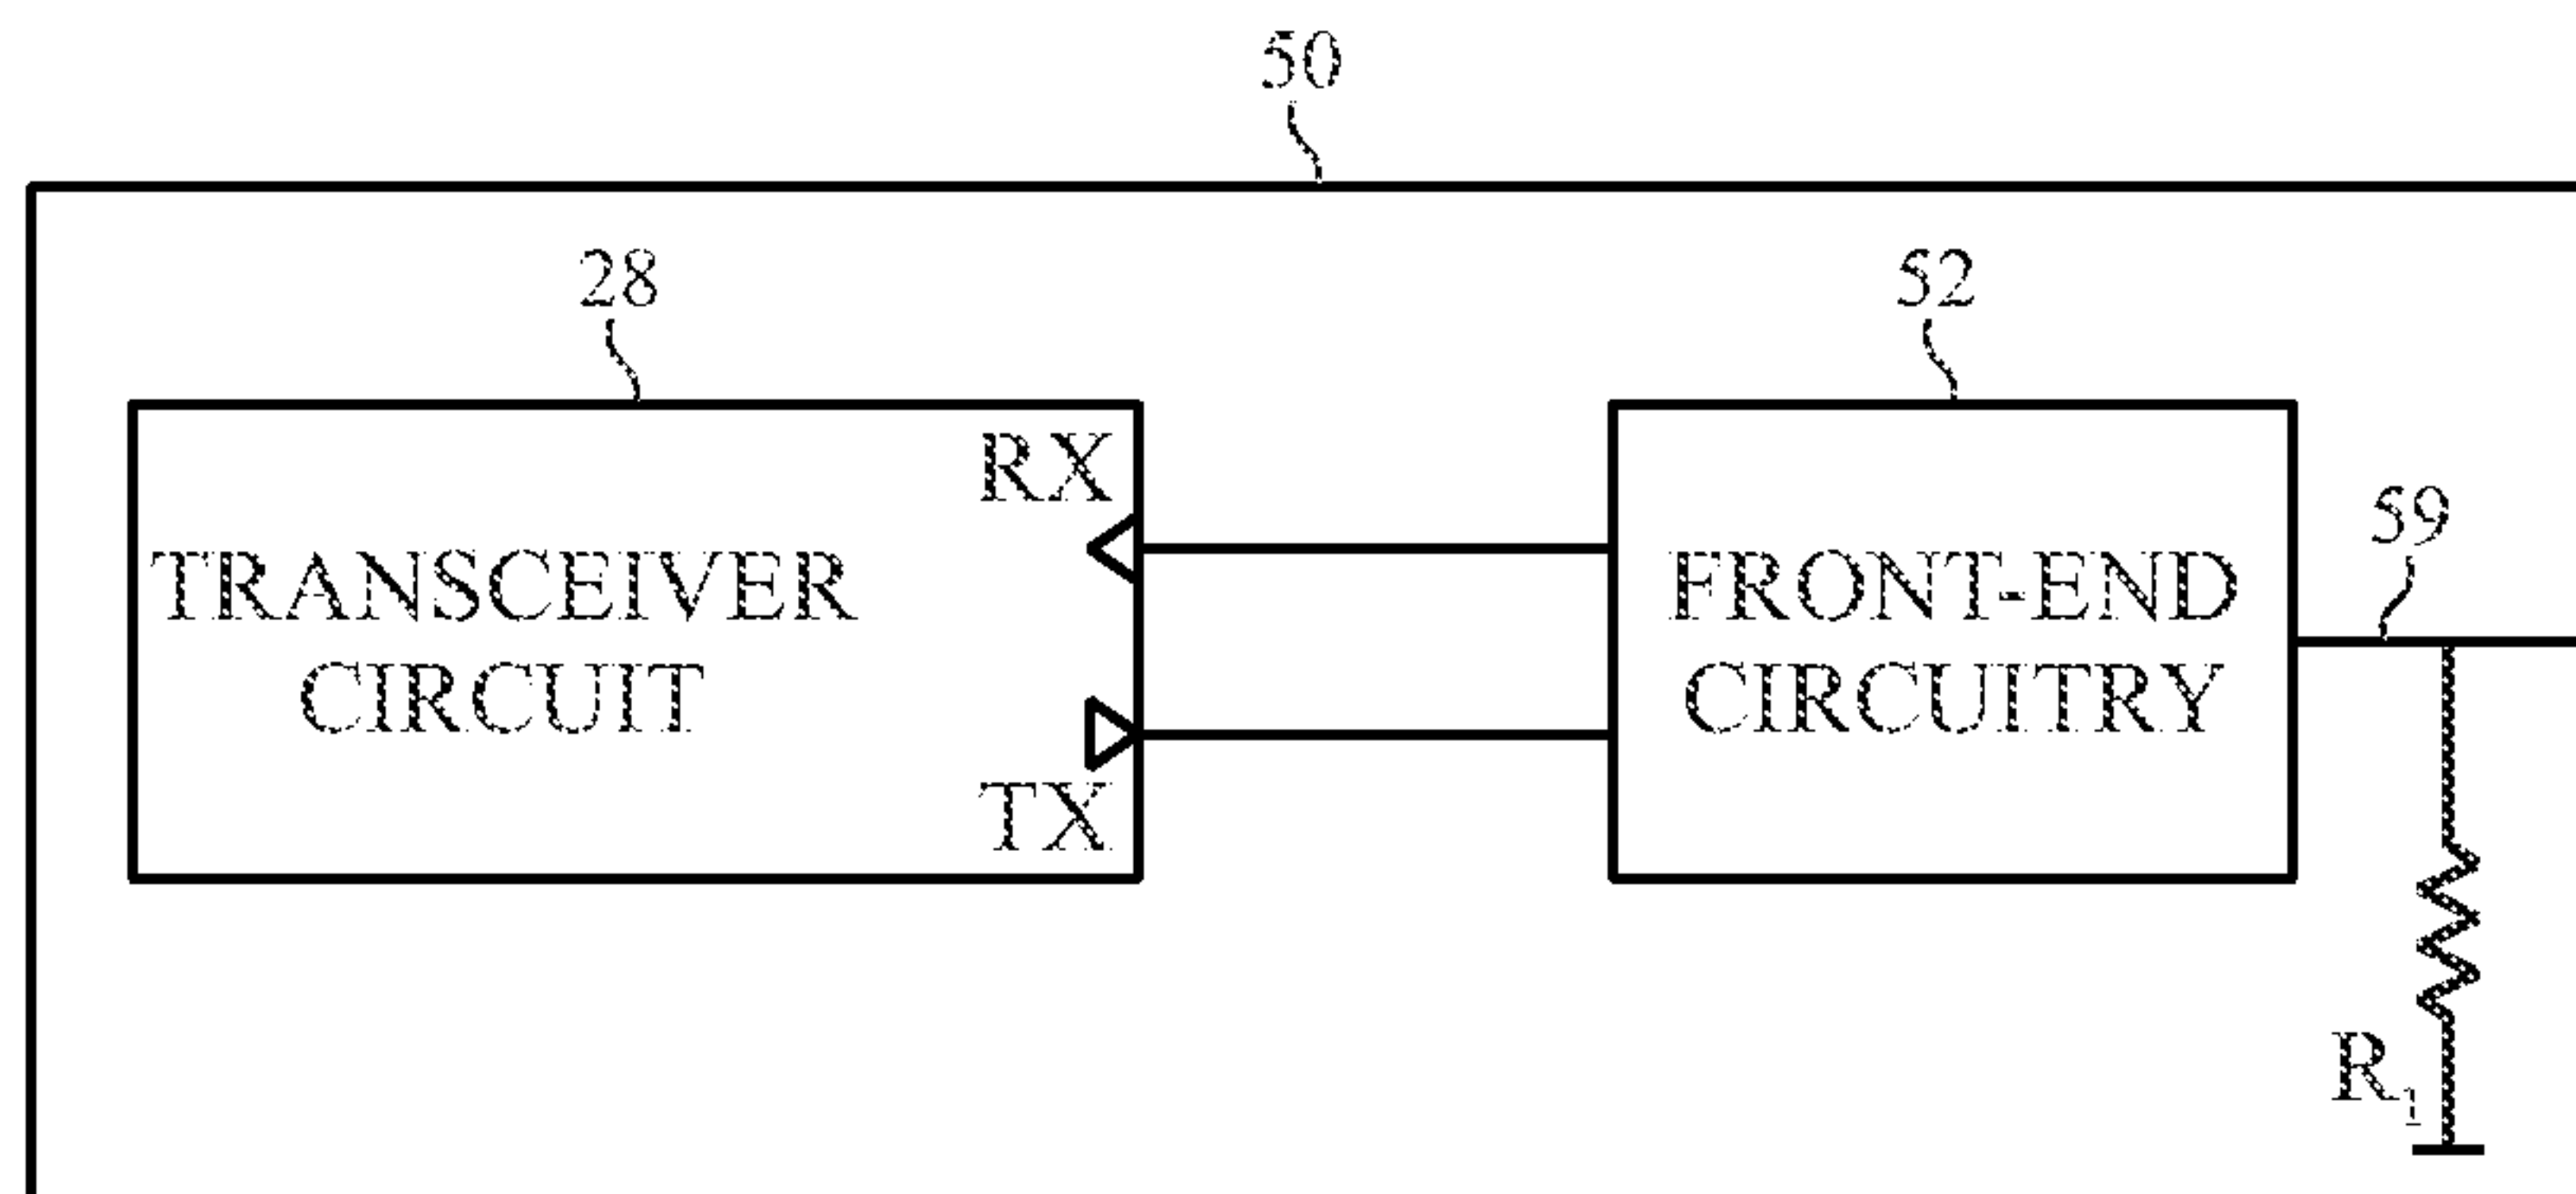 50
28
52
RX
59
TRANSCEIVER
CIRCUIT
FRONT-END
CIRCUITRY
TX
R1